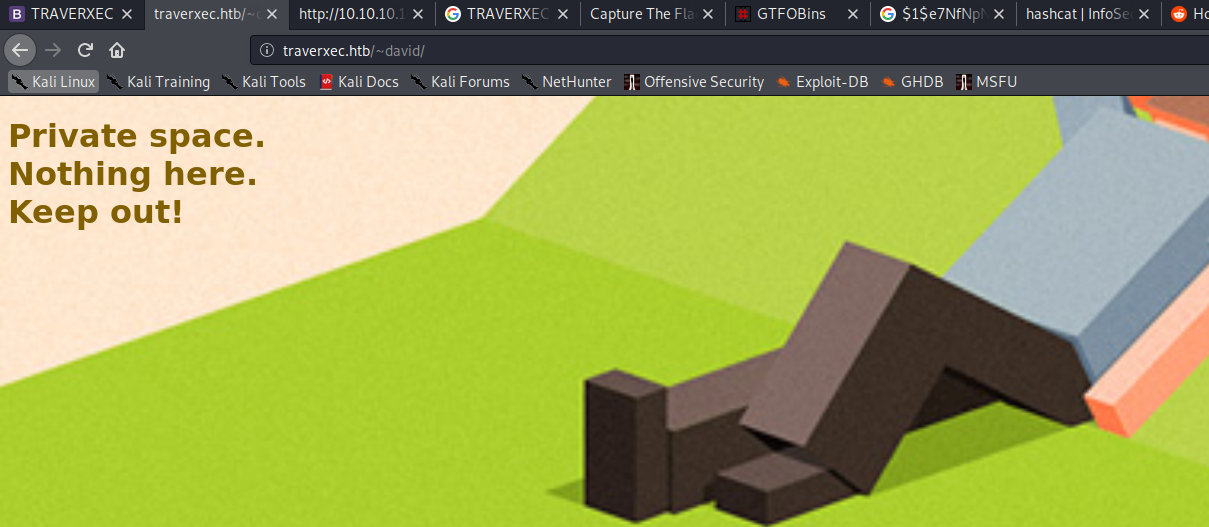 TRAVERXEC
traverxec.htb/~
http://10.10.10.1
TRAVERXEC
Capture The Fla
GTFOBins
$1$e7NfNpN
hashcat | InfoSe
Ho
traverxec.htb/~david/
Kali Linux
Kali Training
Kali Tools
Kali Docs
Kali Forums
NetHunter
Offensive Security
Exploit-DB
GHDB
MSFU
Private space.
Nothing here.
Keep out!